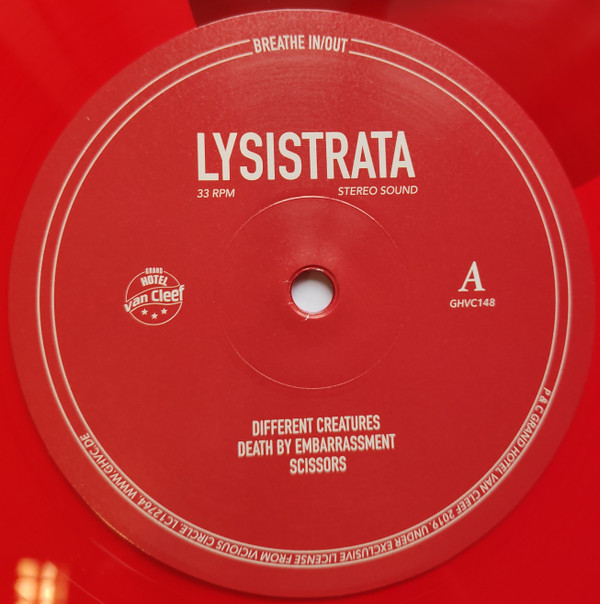 BREATHE IN/OUT
LYSISTRATA
33 RPM
STEREO SOUND
GRAND
HOTEL
van Cleef
A
GHVC148
DIFFERENT CREATURES
DEATH BY EMBARRASSMENT
SCISSORS
P & C GRAND HOTEL VAN CLEEF 2019. UNDER EXCLUSIVE LICENSE FROM VICIOUS CIRCLE. LC12764. WWW.GHVC.DE